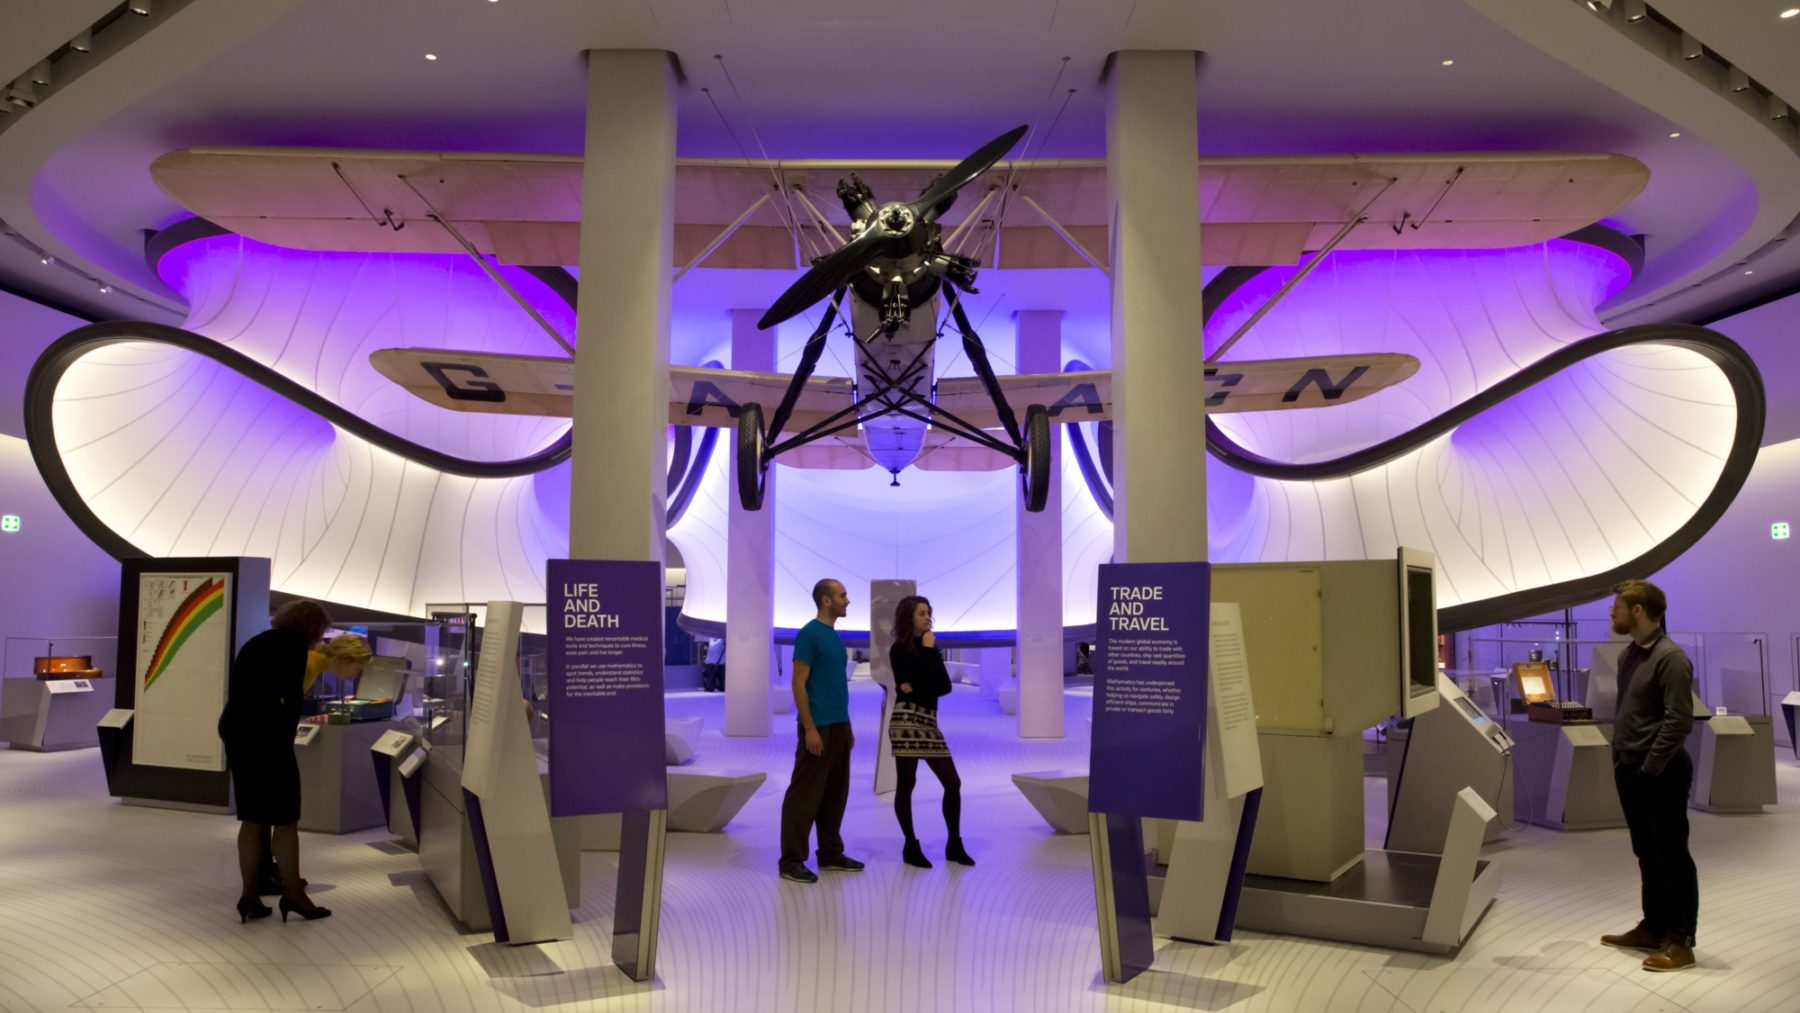 G - A A C N
LIFE
AND
DEATH
We have created remarkable medical
tools and techniques to cure illness,
ease pain and live longer.
In parallel we use mathematics to
spot trends, understand statistics
and help people reach their life's
potential, as well as make provisions
for the inevitable end.
TRADE
AND
TRAVEL
The modern global economy is
based on our ability to trade with
other countries, ship vast quantities
of goods, and travel readily around
the world.
Mathematics has underpinned
this activity for centuries, whether
helping us navigate safely, design
efficient ships, communicate in
private or transact goods fairly.